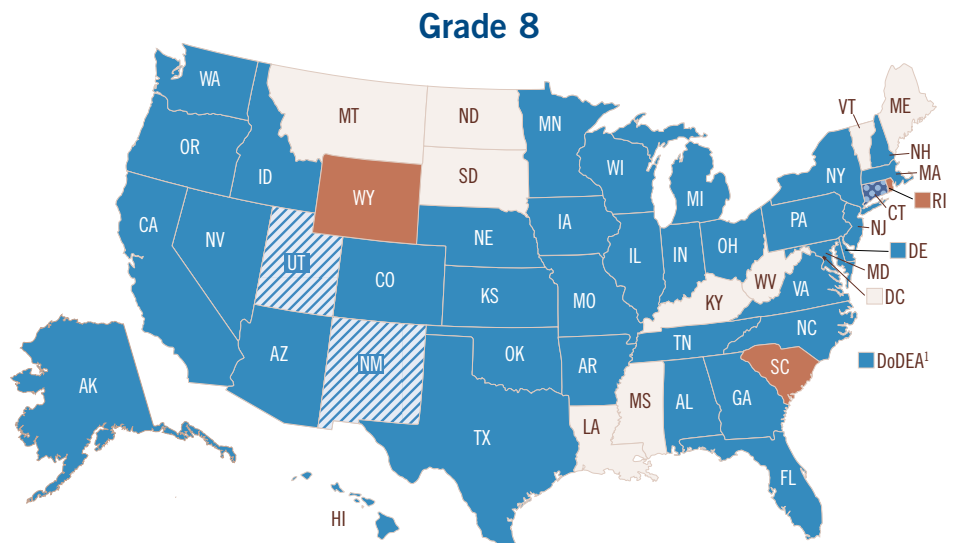 Grade 8
WA
MT
ND
MN
VT
ME
OR
ID
SD
WI
MI
NY
NH
MA
RI
CT
WY
CA
NV
UT
CO
NE
KS
IA
IL
IN
OH
PA
NJ
DE
MD
DC
WV
VA
KY
MO
NC
TN
AZ
NM
OK
AR
SC
DoDEA¹
AK
TX
LA
MS
AL
GA
FL
HI